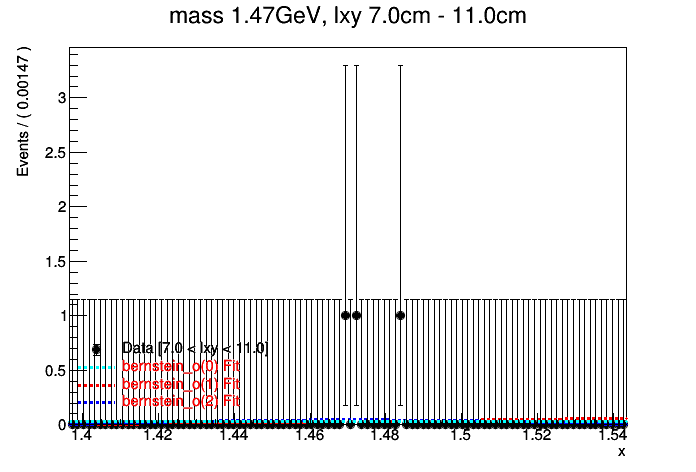 mass 1.47GeV, lxy 7.0cm - 11.0cm
Events / ( 0.00147 )
3
2.5
2
1.5
1
0.5
0
Data [7.0 < lxy < 11.0]
bernstein_o(0) Fit
bernstein_o(1) Fit
bernstein_o(2) Fit
1.4 1.42 1.44 1.46 1.48 1.5 1.52 1.54
x